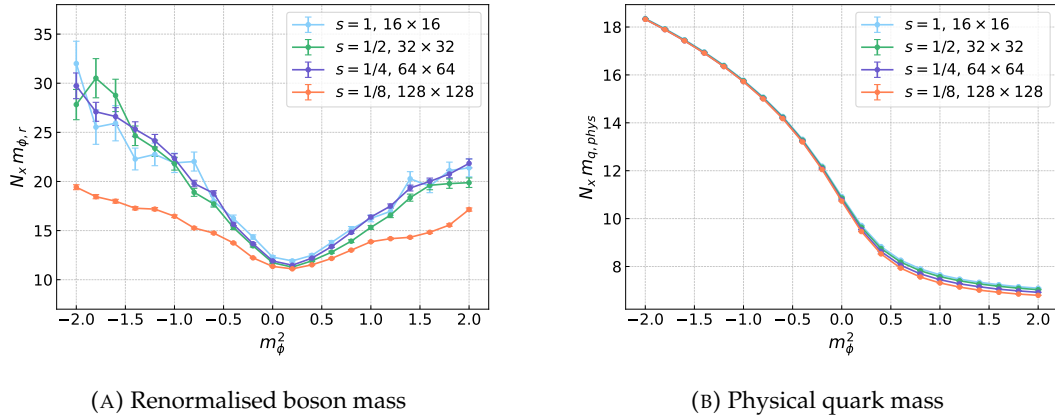 35
30
25
20
15
10
N_x m_{ϕ,r}
−2.0 −1.5 −1.0 −0.5 0.0 0.5 1.0 1.5 2.0
m_ϕ^2
s = 1, 16 × 16
s = 1/2, 32 × 32
s = 1/4, 64 × 64
s = 1/8, 128 × 128
(A) Renormalised boson mass
18
16
14
12
10
8
N_x m_{q,phys}
−2.0 −1.5 −1.0 −0.5 0.0 0.5 1.0 1.5 2.0
m_ϕ^2
s = 1, 16 × 16
s = 1/2, 32 × 32
s = 1/4, 64 × 64
s = 1/8, 128 × 128
(B) Physical quark mass